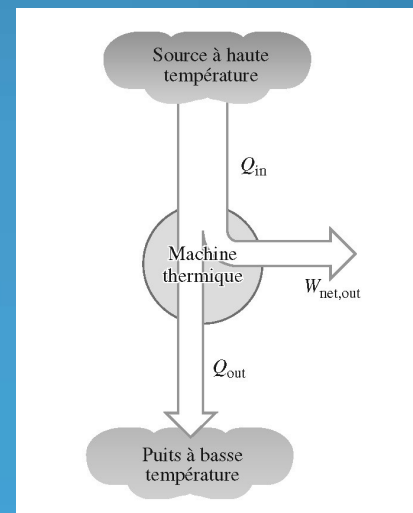 Source à haute
température
Q_in
Machine
thermique
W_net,out
Q_out
Puits à basse
température